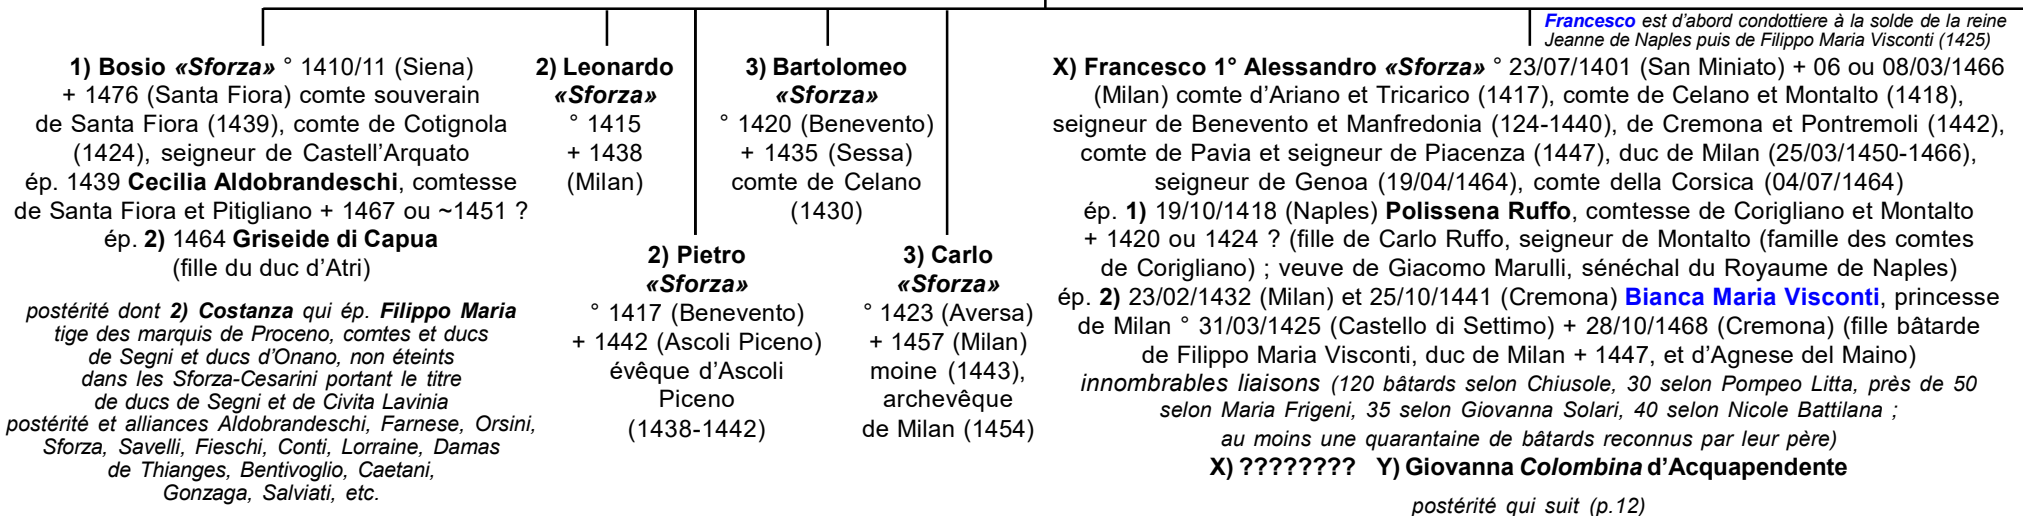 Francesco est d'abord condottiere à la solde de la reine
Jeanne de Naples puis de Filippo Maria Visconti (1425)
1) Bosio «Sforza» ° 1410/11 (Siena)
+ 1476 (Santa Fiora) comte souverain
de Santa Fiora (1439), comte de Cotignola
(1424), seigneur de Castell'Arquato
ép. 1439 Cecilia Aldobrandeschi, comtesse
de Santa Fiora et Pitigliano + 1467 ou ~1451 ?
ép. 2) 1464 Griseide di Capua
(fille du duc d'Atri)
postérité dont 2) Costanza qui ép. Filippo Maria
tige des marquis de Proceno, comtes et ducs
de Segni et ducs d'Onano, non éteints
dans les Sforza-Cesarini portant le titre
de ducs de Segni et de Civita Lavinia
postérité et alliances Aldobrandeschi, Farnese, Orsini,
Sforza, Savelli, Fieschi, Conti, Lorraine, Damas
de Thianges, Bentivoglio, Caetani,
Gonzaga, Salviati, etc.
2) Leonardo
«Sforza»
° 1415
+ 1438
(Milan)
2) Pietro
«Sforza»
° 1417 (Benevento)
+ 1442 (Ascoli Piceno)
évêque d'Ascoli
Piceno
(1438-1442)
3) Bartolomeo
«Sforza»
° 1420 (Benevento)
+ 1435 (Sessa)
comte de Celano
(1430)
3) Carlo
«Sforza»
° 1423 (Aversa)
+ 1457 (Milan)
moine (1443),
archevêque
de Milan (1454)
X) Francesco 1° Alessandro «Sforza» ° 23/07/1401 (San Miniato) + 06 ou 08/03/1466
(Milan) comte d'Ariano et Tricarico (1417), comte de Celano et Montalto (1418),
seigneur de Benevento et Manfredonia (124-1440), de Cremona et Pontremoli (1442),
comte de Pavia et seigneur de Piacenza (1447), duc de Milan (25/03/1450-1466),
seigneur de Genoa (19/04/1464), comte della Corsica (04/07/1464)
ép. 1) 19/10/1418 (Naples) Polissena Ruffo, comtesse de Corigliano et Montalto
+ 1420 ou 1424 ? (fille de Carlo Ruffo, seigneur de Montalto (famille des comtes
de Corigliano) ; veuve de Giacomo Marulli, sénéchal du Royaume de Naples)
ép. 2) 23/02/1432 (Milan) et 25/10/1441 (Cremona) Bianca Maria Visconti, princesse
de Milan ° 31/03/1425 (Castello di Settimo) + 28/10/1468 (Cremona) (fille bâtarde
de Filippo Maria Visconti, duc de Milan + 1447, et d'Agnese del Maino)
innombrables liaisons (120 bâtards selon Chiusole, 30 selon Pompeo Litta, près de 50
selon Maria Frigeni, 35 selon Giovanna Solari, 40 selon Nicole Battilana ;
au moins une quarantaine de bâtards reconnus par leur père)
X) ???????? Y) Giovanna Colombina d'Acquapendente
postérité qui suit (p.12)